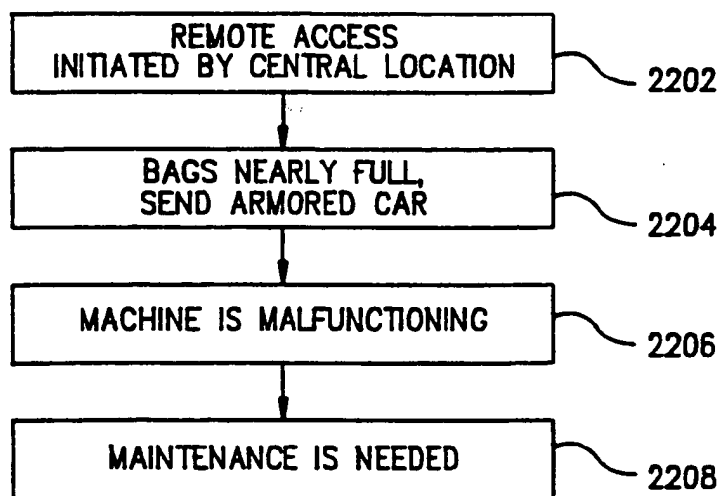 REMOTE ACCESS
INITIATED BY CENTRAL LOCATION
2202
BAGS NEARLY FULL,
SEND ARMORED CAR
2204
MACHINE IS MALFUNCTIONING
2206
MAINTENANCE IS NEEDED
2208